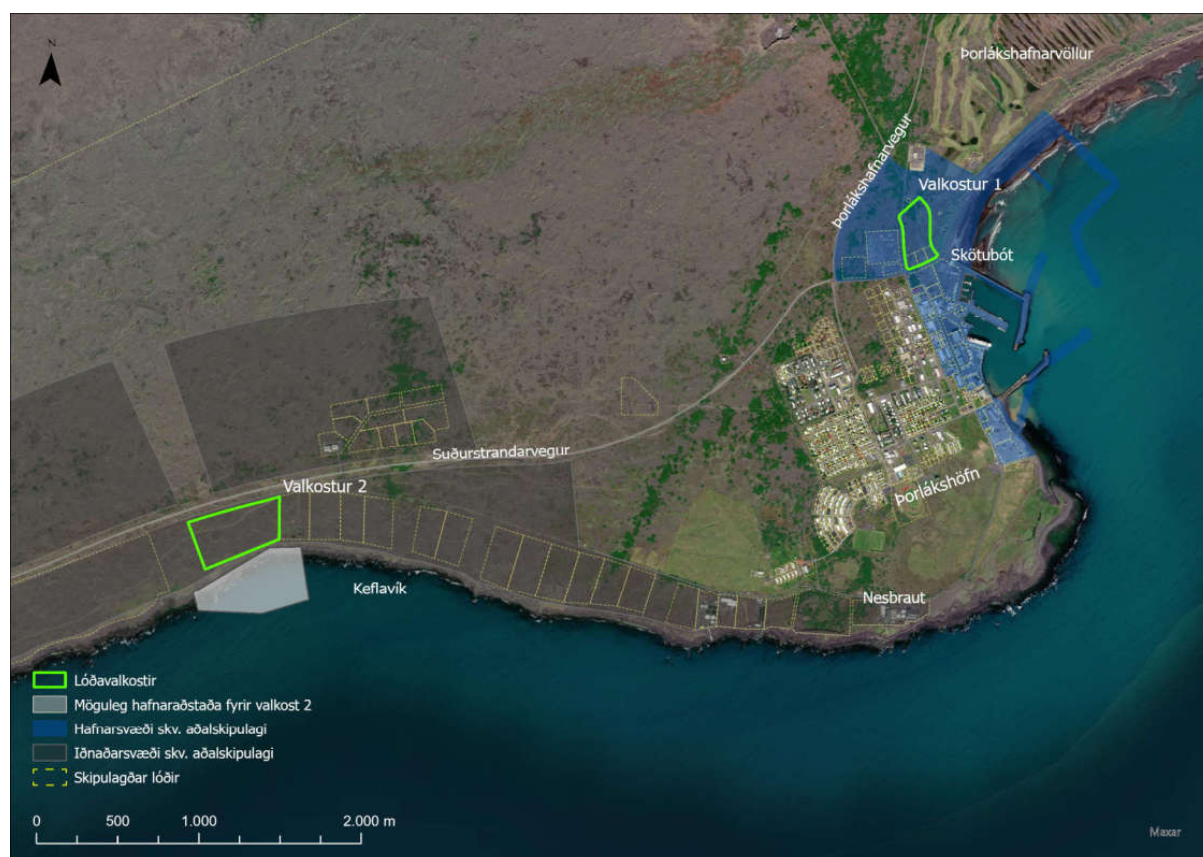 N
Þorlákshafnarvöllur
Þorlákshafnarvegur
Valkostur 1
Skötubót
Suðurstrandarvegur
Valkostur 2
Þorlákshöfn
Keflavík
Nesbraut
Lóðavalkostir
Möguleg hafnaraðstaða fyrir valkost 2
Hafnarsvæði skv. aðalskipulagi
Iðnaðarsvæði skv. aðalskipulagi
Skipulagðar lóðir
0 500 1.000 2.000 m
Maxar